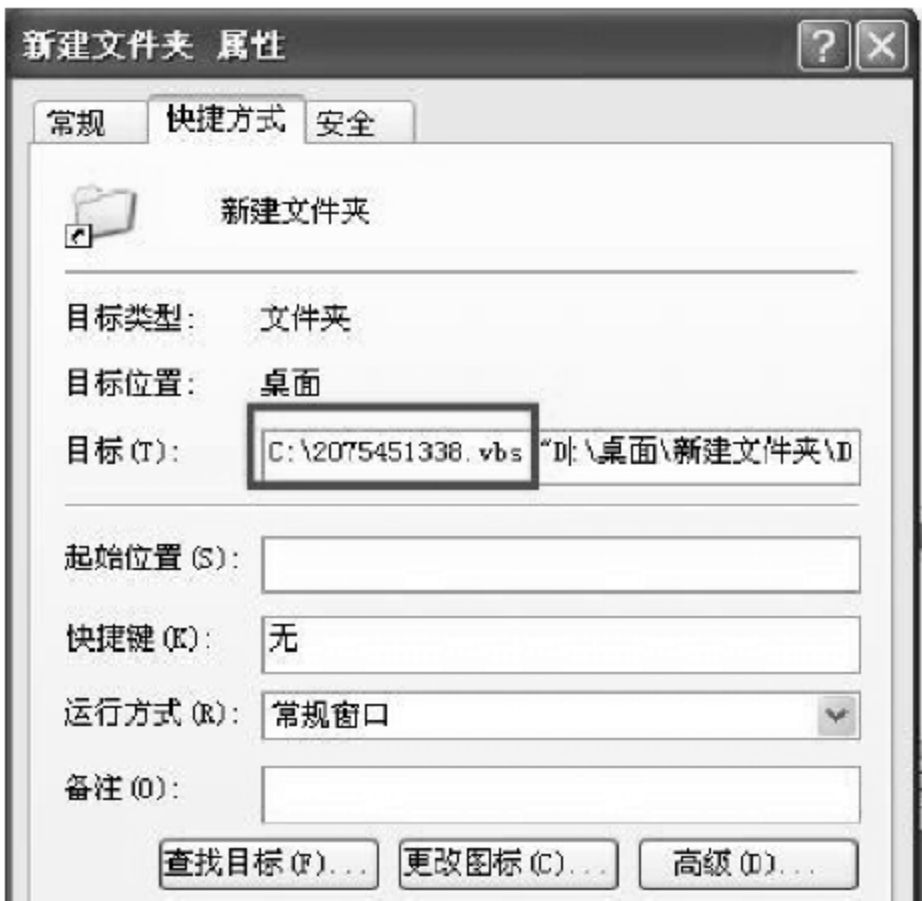 新建文件夹 属性
常规 快捷方式 安全
新建文件夹
目标类型: 文件夹
目标位置: 桌面
目标(T): C:\2075451338.vbs "D:\桌面\新建文件夹\D
起始位置(S):
快捷键(K): 无
运行方式(R): 常规窗口
备注(O):
查找目标(F)... 更改图标(C)... 高级(D)...